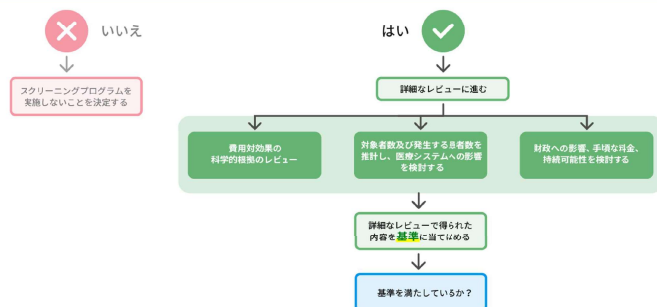 いいえ
はい
スクリーニングプログラムを
実施しないことを決定する
詳細なレビューに進む
費用対効果の
科学的根拠のレビュー
対象者数及び発生する患者数を
推計し、医療システムへの影響
を検討する
財政への影響、手頃な料金、
持続可能性を検討する
詳細なレビューで得られた
内容を基準に当てはめる
基準を満たしているか？